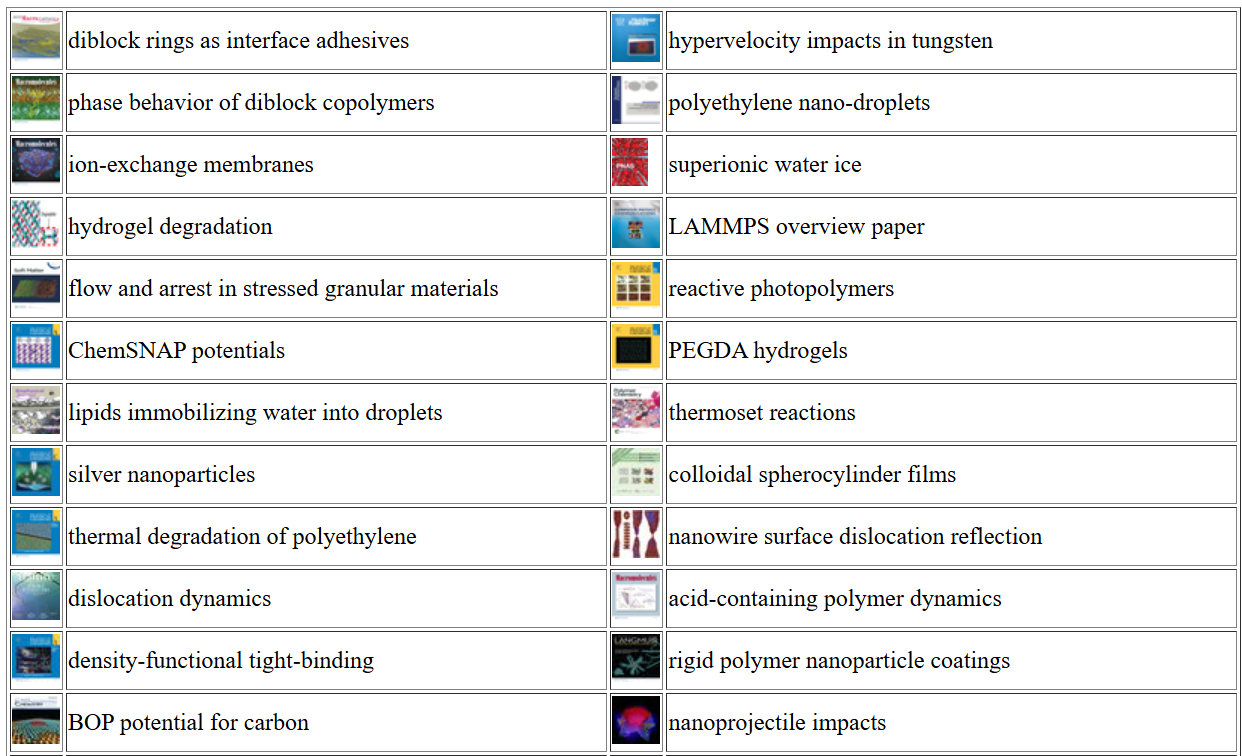 diblock rings as interface adhesives
hypervelocity impacts in tungsten
phase behavior of diblock copolymers
polyethylene nano-droplets
Macromolecules
ion-exchange membranes
PNAS
superionic water ice
hydrogel degradation
LAMMPS overview paper
Soft Matter
flow and arrest in stressed granular materials
reactive photopolymers
ChemSNAP potentials
PEGDA hydrogels
lipids immobilizing water into droplets
Polymer
Chemistry
thermoset reactions
silver nanoparticles
colloidal spherocylinder films
thermal degradation of polyethylene
nanowire surface dislocation reflection
dislocation dynamics
Macromolecules
acid-containing polymer dynamics
density-functional tight-binding
LANGMUIR
rigid polymer nanoparticle coatings
BOP potential for carbon
nanoprojectile impacts